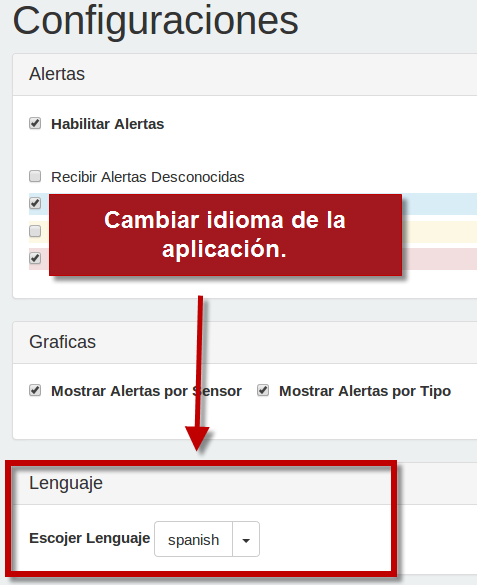 Configuraciones
Alertas
Habilitar Alertas
Recibir Alertas Desconocidas
Cambiar idioma de la
aplicación.
Graficas
Mostrar Alertas por Sensor Mostrar Alertas por Tipo
Lenguaje
Escojer Lenguaje spanish